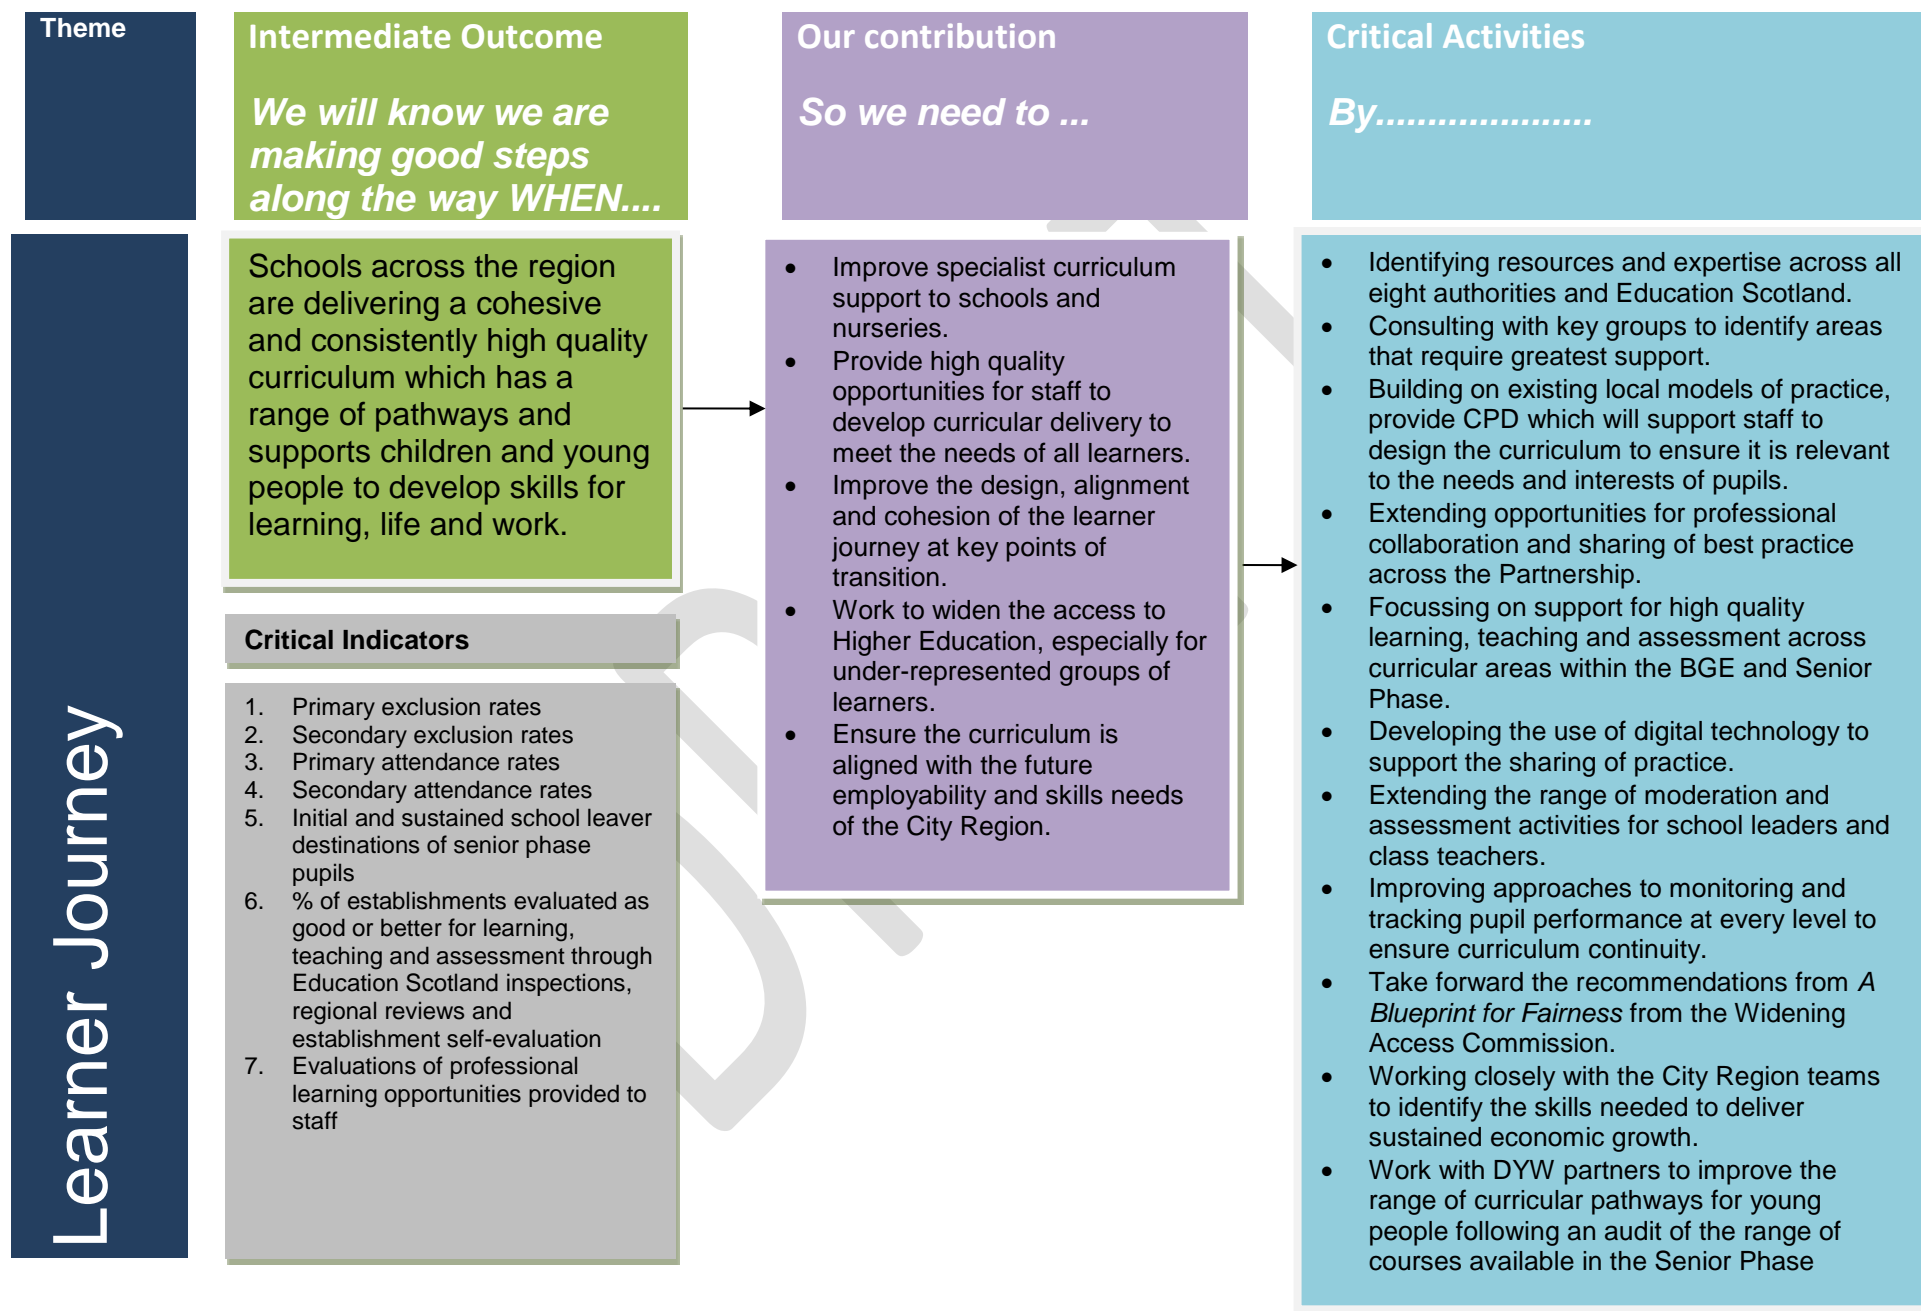 Theme
Intermediate Outcome
We will know we are
making good steps
along the way WHEN....
Our contribution
So we need to ...
Critical Activities
By.....................
Learner Journey
Schools across the region
are delivering a cohesive
and consistently high quality
curriculum which has a
range of pathways and
supports children and young
people to develop skills for
learning, life and work.
Critical Indicators
1. Primary exclusion rates
2. Secondary exclusion rates
3. Primary attendance rates
4. Secondary attendance rates
5. Initial and sustained school leaver
destinations of senior phase
pupils
6. % of establishments evaluated as
good or better for learning,
teaching and assessment through
Education Scotland inspections,
regional reviews and
establishment self-evaluation
7. Evaluations of professional
learning opportunities provided to
staff
• Improve specialist curriculum
support to schools and
nurseries.
• Provide high quality
opportunities for staff to
develop curricular delivery to
meet the needs of all learners.
• Improve the design, alignment
and cohesion of the learner
journey at key points of
transition.
• Work to widen the access to
Higher Education, especially for
under-represented groups of
learners.
• Ensure the curriculum is
aligned with the future
employability and skills needs
of the City Region.
• Identifying resources and expertise across all
eight authorities and Education Scotland.
• Consulting with key groups to identify areas
that require greatest support.
• Building on existing local models of practice,
provide CPD which will support staff to
design the curriculum to ensure it is relevant
to the needs and interests of pupils.
• Extending opportunities for professional
collaboration and sharing of best practice
across the Partnership.
• Focussing on support for high quality
learning, teaching and assessment across
curricular areas within the BGE and Senior
Phase.
• Developing the use of digital technology to
support the sharing of practice.
• Extending the range of moderation and
assessment activities for school leaders and
class teachers.
• Improving approaches to monitoring and
tracking pupil performance at every level to
ensure curriculum continuity.
• Take forward the recommendations from A
Blueprint for Fairness from the Widening
Access Commission.
• Working closely with the City Region teams
to identify the skills needed to deliver
sustained economic growth.
• Work with DYW partners to improve the
range of curricular pathways for young
people following an audit of the range of
courses available in the Senior Phase